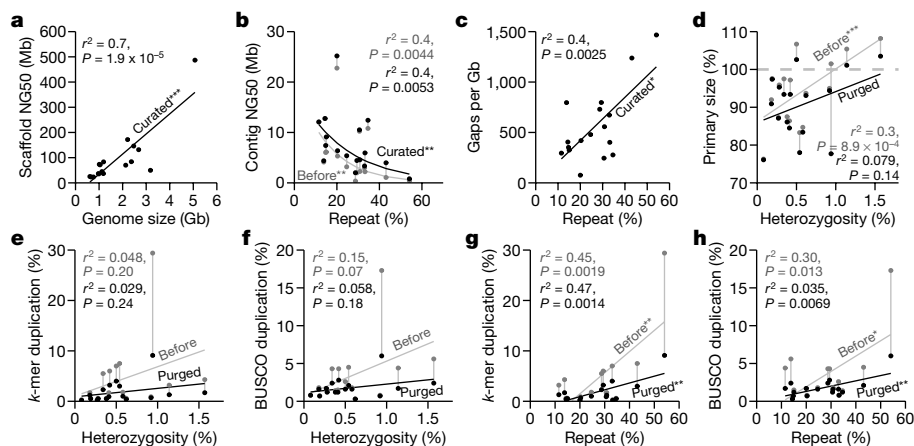 a
Scaffold NG50 (Mb)
600
500
400
300
200
100
0
r² = 0.7,
P = 1.9 x 10⁻⁵
Curated***
0 1 2 3 4 5 6
Genome size (Gb)
b
Contig NG50 (Mb)
30
20
10
0
r² = 0.4,
P = 0.0044
r² = 0.4,
P = 0.0053
Curated**
Before**
0 10 20 30 40 50 60
Repeat (%)
c
Gaps per Gb
1,500
1,000
500
0
r² = 0.4,
P = 0.0025
Curated*
0 10 20 30 40 50 60
Repeat (%)
d
Primary size (%)
110
100
90
80
70
Before***
Purged
r² = 0.3,
P = 8.9 × 10⁻⁴
r² = 0.079,
P = 0.14
0 0.5 1.0 1.5
Heterozygosity (%)
e
k-mer duplication (%)
30
20
10
0
r² = 0.048,
P = 0.20
r² = 0.029,
P = 0.24
Before
Purged
0 0.5 1.0 1.5
Heterozygosity (%)
f
BUSCO duplication (%)
20
15
10
5
0
r² = 0.15,
P = 0.07
r² = 0.058,
P = 0.18
Before
Purged
0 0.5 1.0 1.5
Heterozygosity (%)
g
k-mer duplication (%)
30
20
10
0
r² = 0.45,
P = 0.0019
r² = 0.47,
P = 0.0014
Before**
Purged**
0 10 20 30 40 50 60
Repeat (%)
h
BUSCO duplication (%)
20
15
10
5
0
r² = 0.30,
P = 0.013
r² = 0.035,
P = 0.0069
Before*
Purged**
0 10 20 30 40 50 60
Repeat (%)